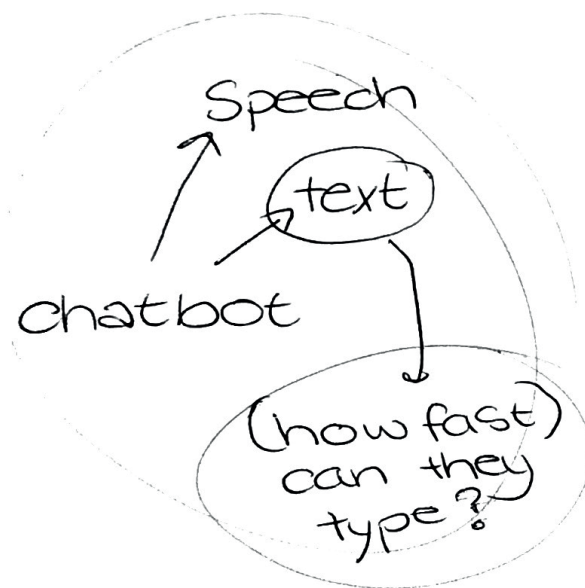 Speech
text
chatbot
(how fast)
can they
type?